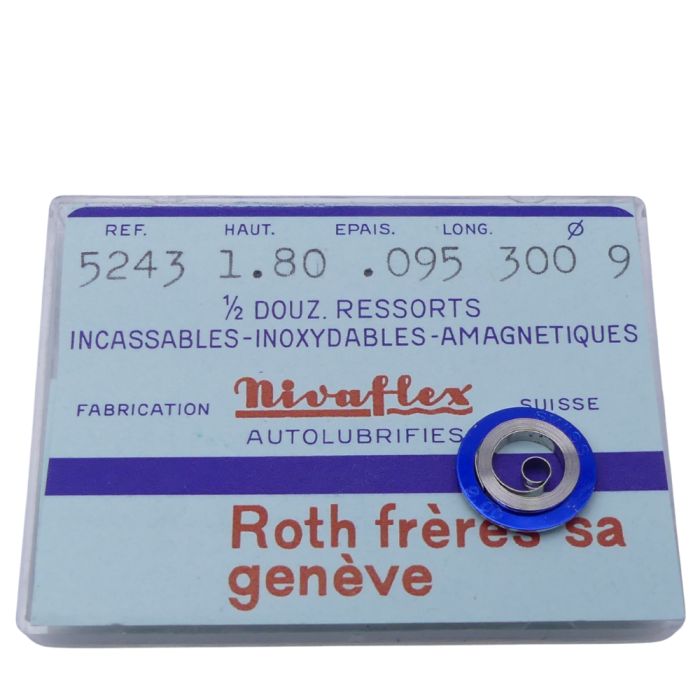 REF. HAUT. EPAIS. LONG. Ø
5243 1.80 .095 300 9
½ DOUZ. RESSORTS
INCASSABLES-INOXYDABLES-AMAGNETIQUES
FABRICATION Nivaflex SUISSE
AUTOLUBRIFIES
Roth frères sa
genève